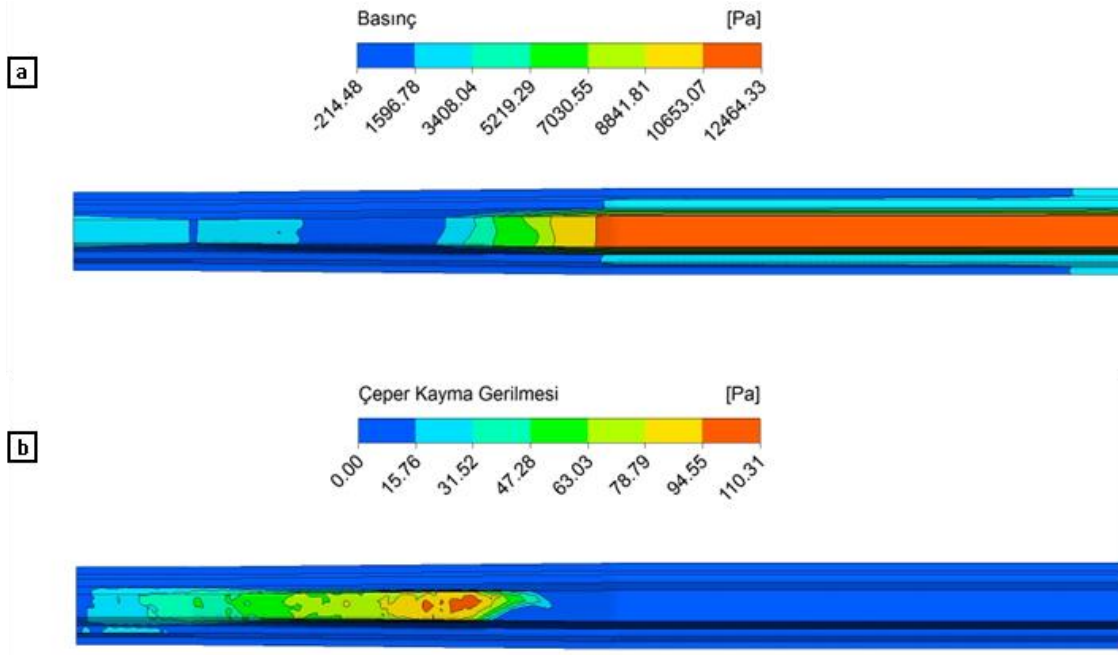 Basınç [Pa]
a
-214.48 1596.78 3408.04 5219.29 7030.55 8841.81 10653.07 12464.33
Çeper Kayma Gerilmesi [Pa]
b
0.00 15.76 31.52 47.28 63.03 78.79 94.55 110.31